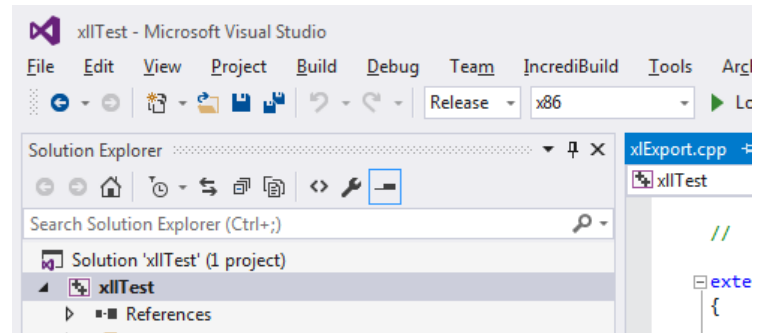 xllTest - Microsoft Visual Studio
File Edit View Project Build Debug Team IncrediBuild Tools
Release x86
Solution Explorer
xlExport.cpp
xllTest
Search Solution Explorer (Ctrl+;)
//
Solution 'xllTest' (1 project)
xllTest
exte
{
References